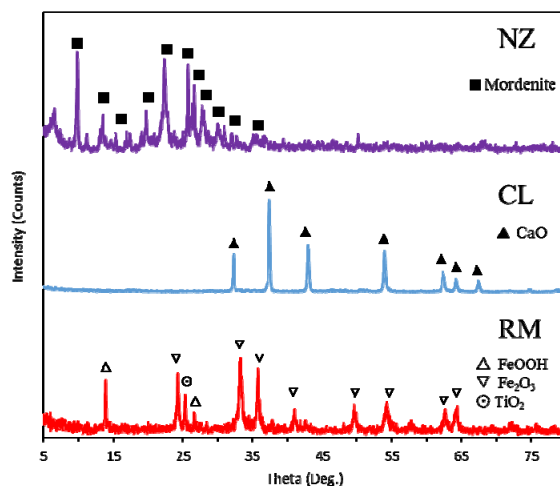 NZ
■ Mordenite
CL
▲ CaO
RM
△ FeOOH
▽ Fe₂O₃
⊙ TiO₂
Intensity (Counts)
5 15 25 35 45 55 65 75
Theta (Deg.)